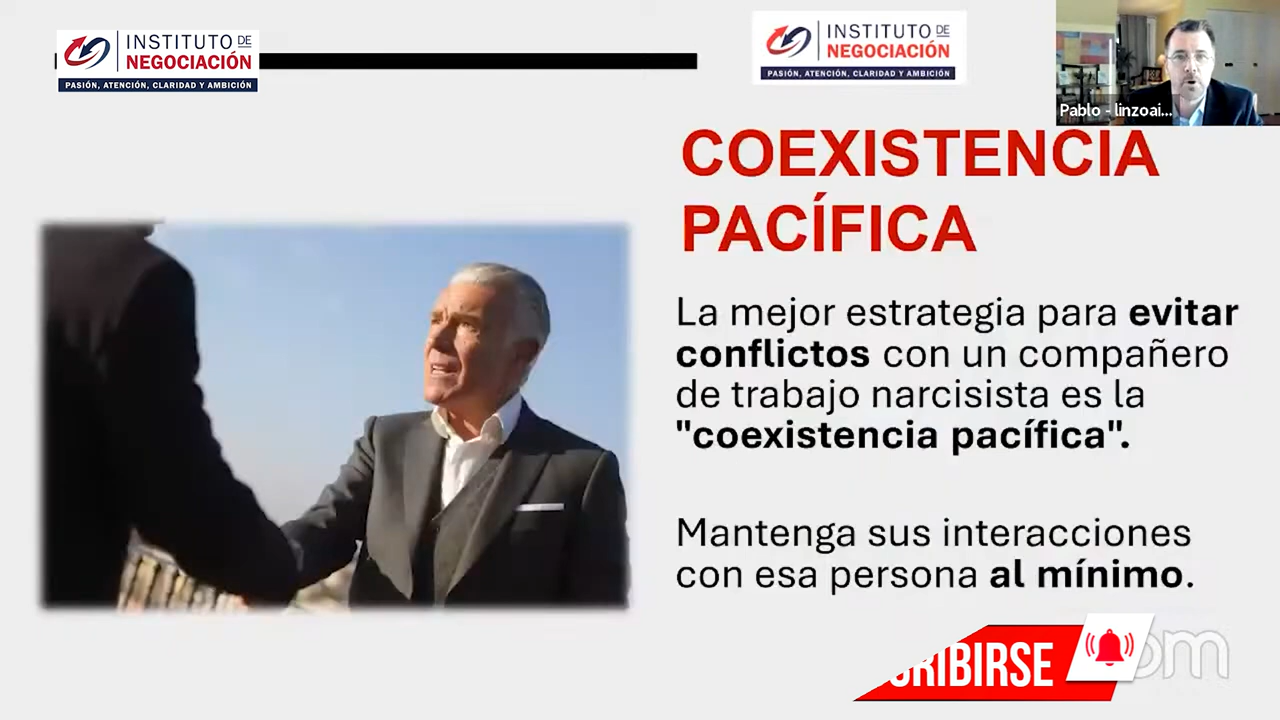 INSTITUTO DE
NEGOCIACIÓN
PASIÓN, ATENCIÓN, CLARIDAD Y AMBICIÓN
INSTITUTO DE
NEGOCIACIÓN
PASIÓN, ATENCIÓN, CLARIDAD Y AMBICIÓN
Pablo - linzoai...
COEXISTENCIA
PACÍFICA
La mejor estrategia para evitar
conflictos con un compañero
de trabajo narcisista es la
"coexistencia pacífica".
Mantenga sus interacciones
con esa persona al mínimo.
CRIBIRSE
om